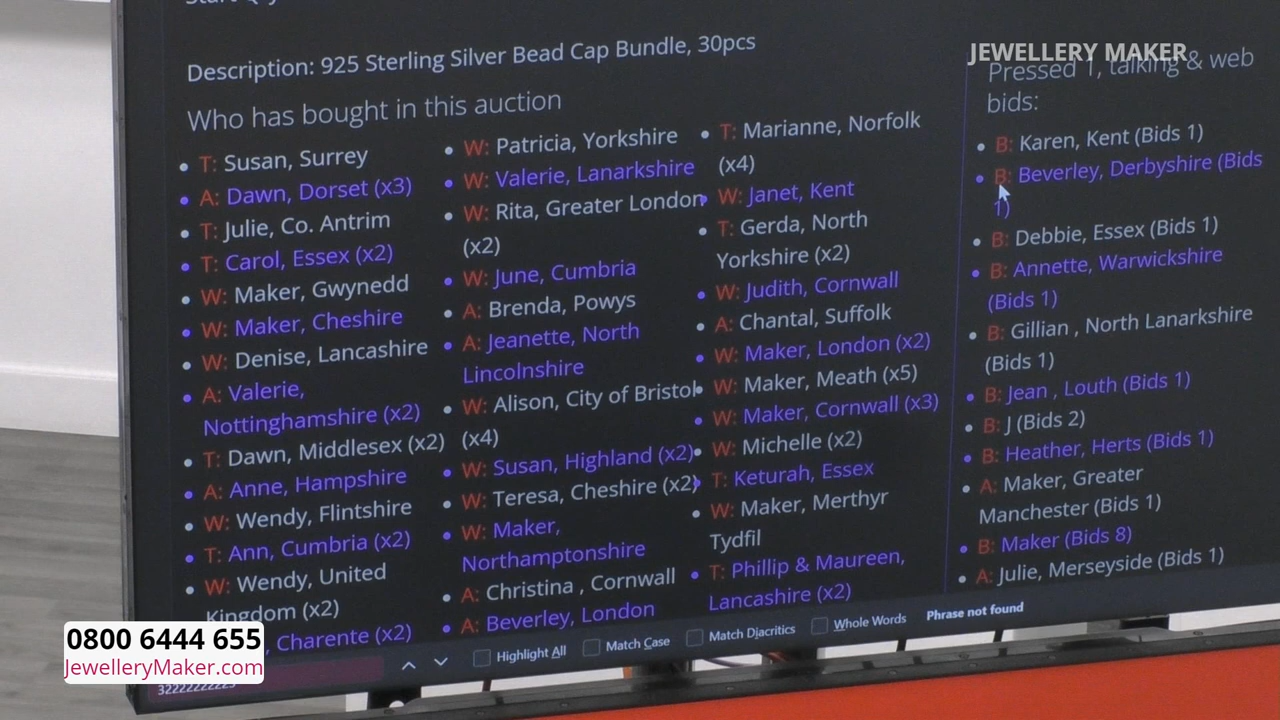 JEWELLERY MAKER
Description: 925 Sterling Silver Bead Cap Bundle, 30pcs
Who has bought in this auction
T: Susan, Surrey
A: Dawn, Dorset (x3)
T: Julie, Co. Antrim
T: Carol, Essex (x2)
W: Maker, Gwynedd
W: Maker, Cheshire
W: Denise, Lancashire
A: Valerie,
Nottinghamshire (x2)
T: Dawn, Middlesex (x2)
A: Anne, Hampshire
W: Wendy, Flintshire
T: Ann, Cumbria (x2)
W: Wendy, United
Kingdom (x2)
, Charente (x2)
W: Patricia, Yorkshire
W: Valerie, Lanarkshire
W: Rita, Greater London
(x2)
W: June, Cumbria
A: Brenda, Powys
A: Jeanette, North
Lincolnshire
W: Alison, City of Bristol
(x4)
W: Susan, Highland (x2)
W: Teresa, Cheshire (x2)
W: Maker,
Northamptonshire
A: Christina , Cornwall
A: Beverley, London
T: Marianne, Norfolk
(x4)
W: Janet, Kent
T: Gerda, North
Yorkshire (x2)
W: Judith, Cornwall
A: Chantal, Suffolk
W: Maker, London (x2)
W: Maker, Meath (x5)
W: Maker, Cornwall (x3)
W: Michelle (x2)
T: Keturah, Essex
W: Maker, Merthyr
Tydfil
T: Phillip & Maureen,
Lancashire (x2)
Pressed 1, talking & web
bids:
B: Karen, Kent (Bids 1)
B: Beverley, Derbyshire (Bids
1)
B: Debbie, Essex (Bids 1)
B: Annette, Warwickshire
(Bids 1)
B: Gillian , North Lanarkshire
(Bids 1)
B: Jean , Louth (Bids 1)
B: J (Bids 2)
B: Heather, Herts (Bids 1)
A: Maker, Greater
Manchester (Bids 1)
B: Maker (Bids 8)
A: Julie, Merseyside (Bids 1)
Highlight All
Match Case
Match Diacritics
Whole Words
Phrase not found
0800 6444 655
JewelleryMaker.com